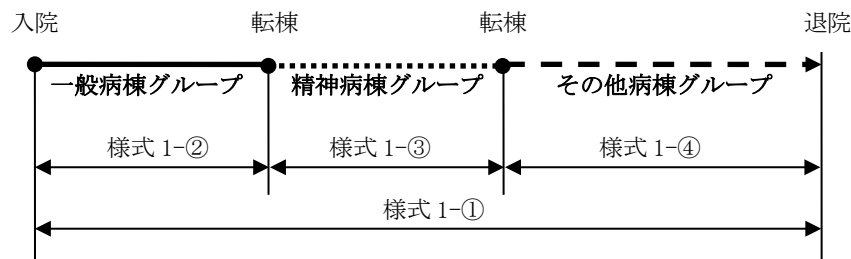 入院 転棟 転棟 退院
一般病棟グループ 精神病棟グループ その他病棟グループ
様式 1-② 様式 1-③ 様式 1-④
様式 1-①